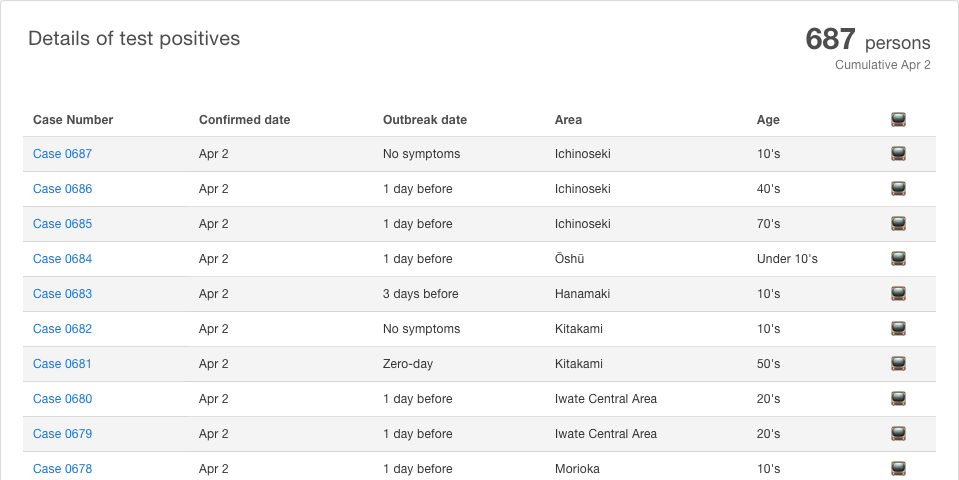 Details of test positives
687 persons
Cumulative Apr 2
Case Number Confirmed date Outbreak date Area Age
Case 0687 Apr 2 No symptoms Ichinoseki 10's
Case 0686 Apr 2 1 day before Ichinoseki 40's
Case 0685 Apr 2 1 day before Ichinoseki 70's
Case 0684 Apr 2 1 day before Ōshū Under 10's
Case 0683 Apr 2 3 days before Hanamaki 10's
Case 0682 Apr 2 No symptoms Kitakami 10's
Case 0681 Apr 2 Zero-day Kitakami 50's
Case 0680 Apr 2 1 day before Iwate Central Area 20's
Case 0679 Apr 2 1 day before Iwate Central Area 20's
Case 0678 Apr 2 1 day before Morioka 10's